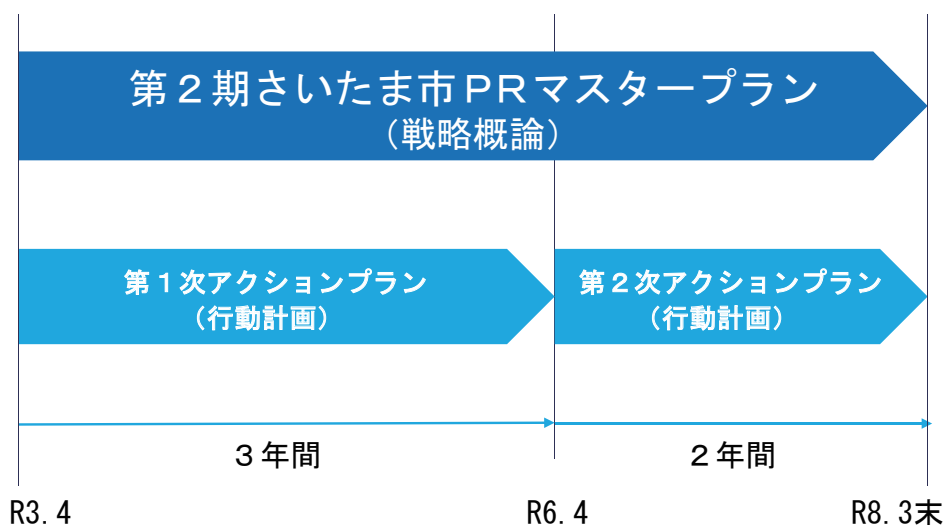 第２期さいたま市ＰＲマスタープラン
（戦略概論）
第１次アクションプラン
（行動計画）
第２次アクションプラン
（行動計画）
３年間
２年間
R3.4
R6.4
R8.3末